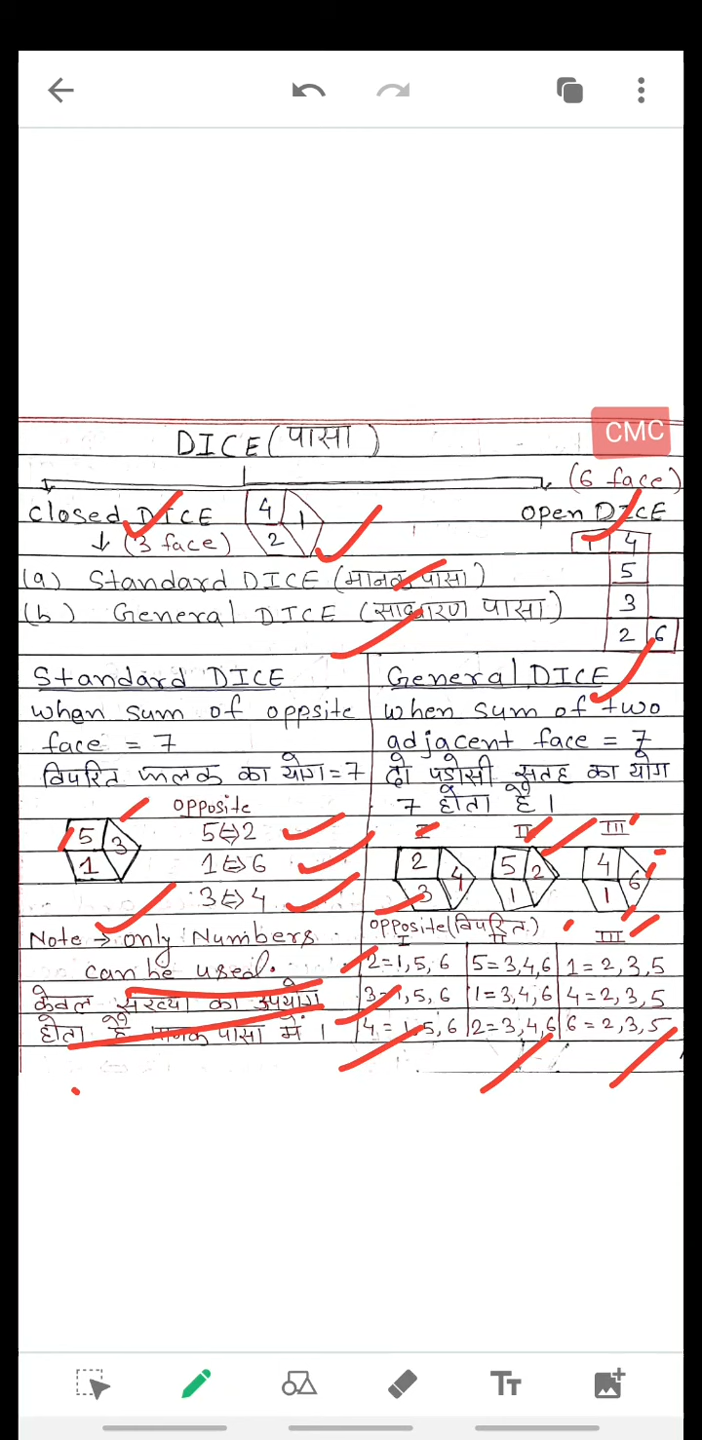 CMC
DICE (पासा)
(6 face)
closed DICE
open DICE
4 1 2
↓ (3 face)
1 4
(a) Standard DICE (मानक पासा)
5
(b) General DICE (साधारण पासा)
3
2 6
Standard DICE
when sum of oppsite
face = 7
विपरित फलक का योग = 7
opposite
5 3 1
5⇔2
1⇔6
3⇔4
Note → only Numbers
can be used.
केवल संख्या का उपयोग
होता है मानक पासा में ।
General DICE
when sum of two
adjacent face = 7
दो पड़ोसी सतह का योग
7 होता है ।
I II III
2 4 3
5 2 1
4 6 1
opposite (विपरित)
I II III
2=1,5,6 5=3,4,6 1=2,3,5
3=1,5,6 1=3,4,6 4=2,3,5
4=1,5,6 2=3,4,6 6=2,3,5
Tт